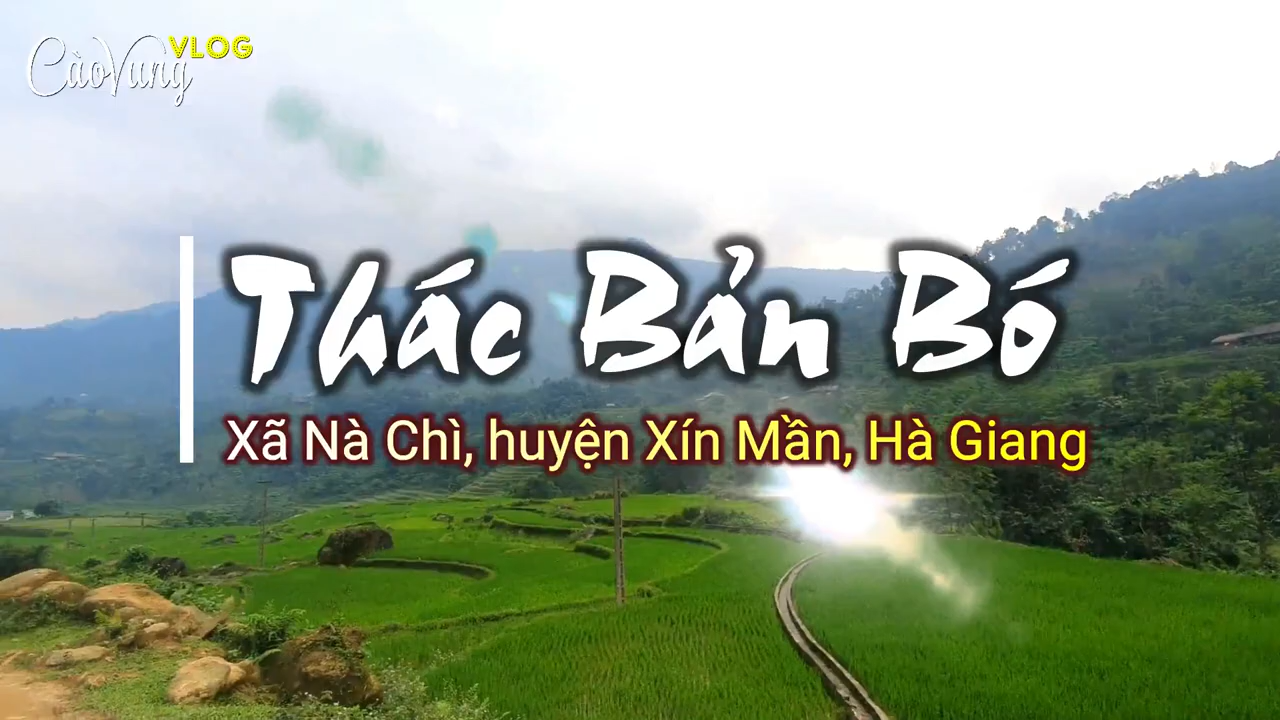 CàoVung VLOG
Thác Bản Bó
Xã Nà Chì, huyện Xín Mần, Hà Giang